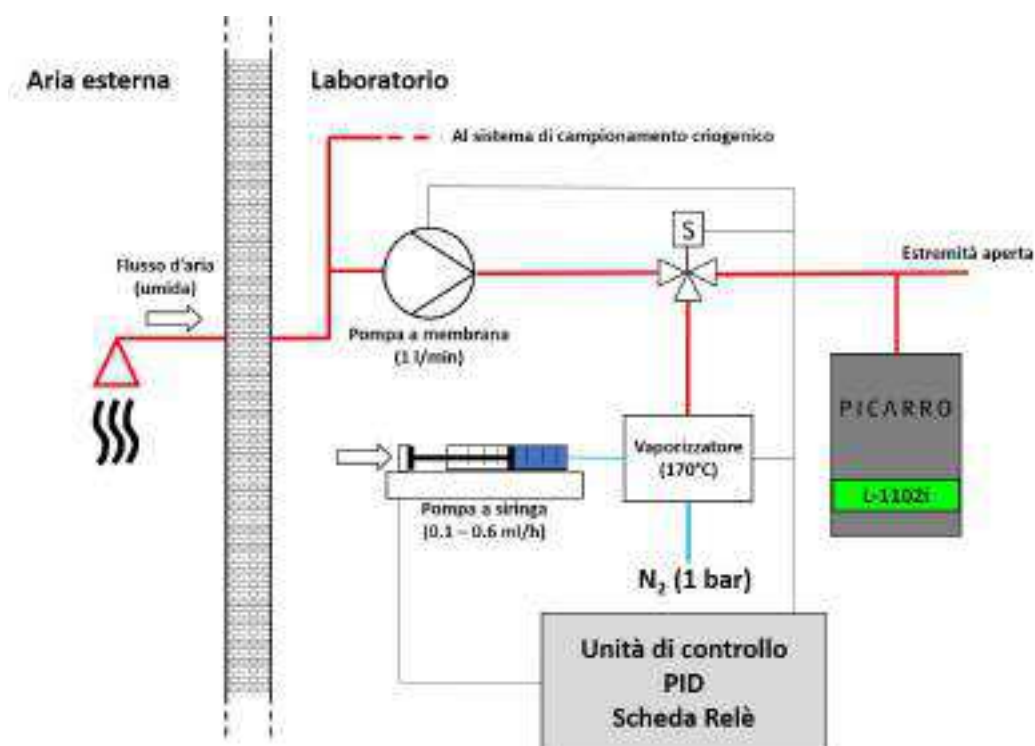 Aria esterna
Laboratorio
Al sistema di campionamento criogenico
S
Estremità aperta
Flusso d'aria
(umida)
Pompa a membrana
(1 l/min)
PICARRO
L-1102i
Vaporizzatore
(170°C)
Pompa a siringa
(0.1 – 0.6 ml/h)
N₂ (1 bar)
Unità di controllo
PID
Scheda Relè